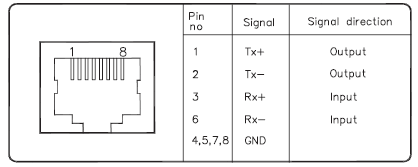 Pin no Signal Signal direction
1 8
1 Tx+ Output
2 Tx− Output
3 Rx+ Input
6 Rx− Input
4,5,7,8 GND